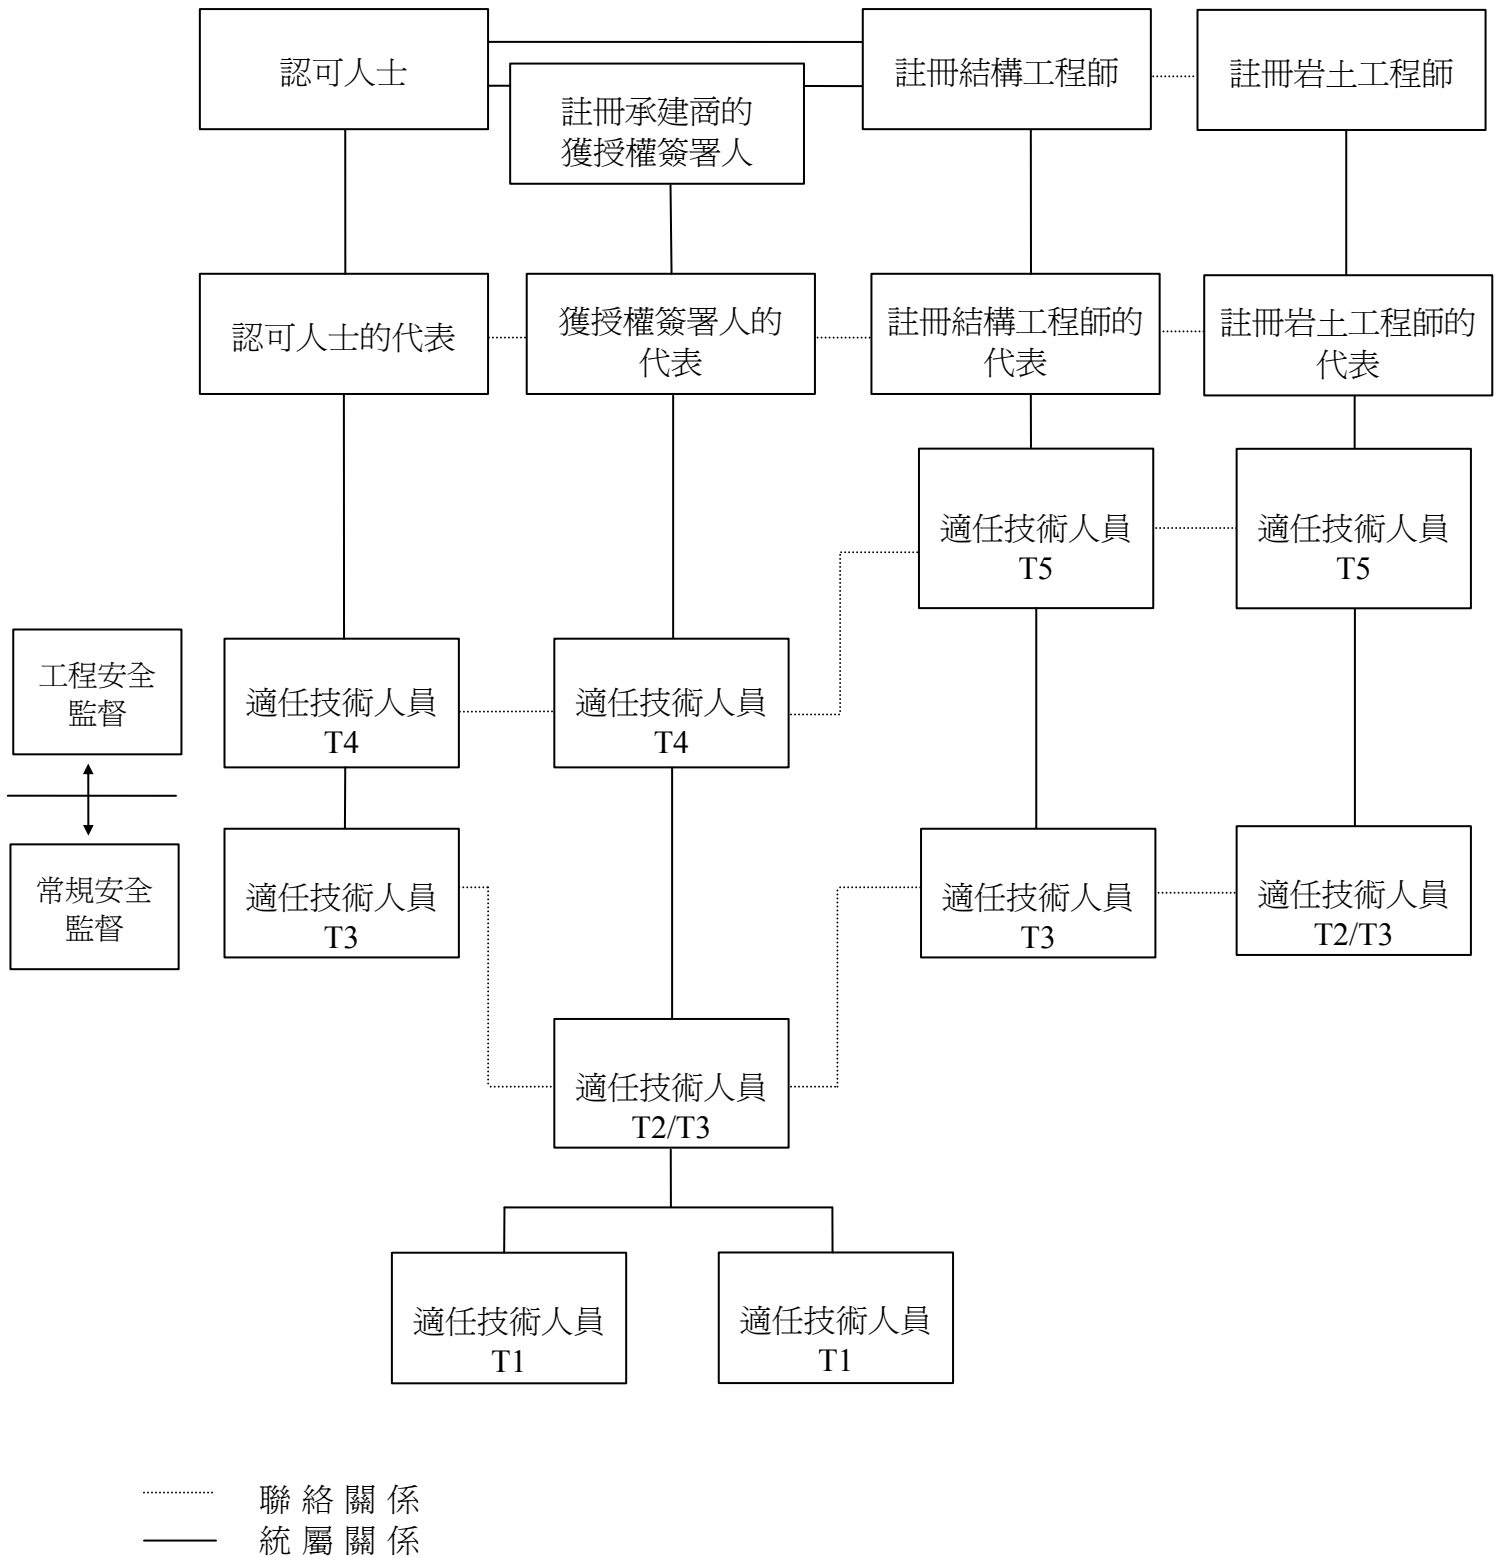 認可人士
註冊結構工程師
註冊岩土工程師
註冊承建商的
獲授權簽署人
認可人士的代表
獲授權簽署人的
代表
註冊結構工程師的
代表
註冊岩土工程師的
代表
適任技術人員
T5
適任技術人員
T5
工程安全
監督
適任技術人員
T4
適任技術人員
T4
常規安全
監督
適任技術人員
T3
適任技術人員
T3
適任技術人員
T2/T3
適任技術人員
T2/T3
適任技術人員
T1
適任技術人員
T1
聯絡關係
統屬關係